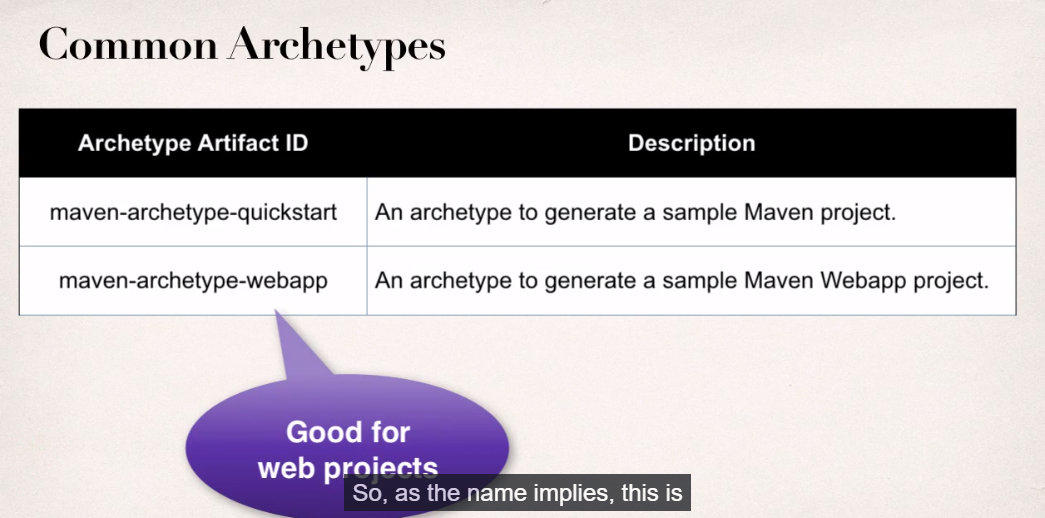 Common Archetypes
Archetype Artifact ID Description
maven-archetype-quickstart An archetype to generate a sample Maven project.
maven-archetype-webapp An archetype to generate a sample Maven Webapp project.
Good for
web projects
So, as the name implies, this is